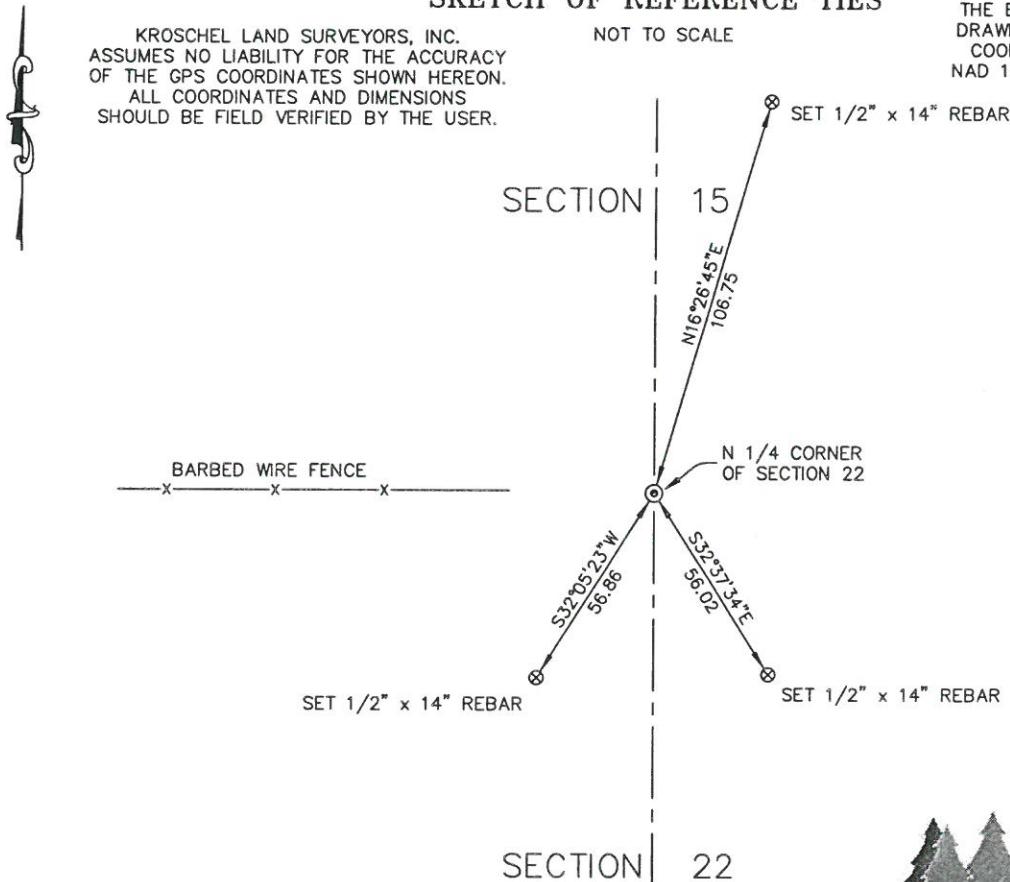 SKETCH OF REFERENCE TIES
NOT TO SCALE
KROSCHEL LAND SURVEYORS, INC.
ASSUMES NO LIABILITY FOR THE ACCURACY
OF THE GPS COORDINATES SHOWN HEREON.
ALL COORDINATES AND DIMENSIONS
SHOULD BE FIELD VERIFIED BY THE USER.
THE
NAD
SET 1/2" x 14" REBAR
SECTION 15
N16°26'45"E
106.75
N 1/4 CORNER
OF SECTION 22
BARBED WIRE FENCE
S32°05'23"W
56.86
S32°37'34"E
56.02
SET 1/2" x 14" REBAR
SET 1/2" x 14" REBAR
SECTION 22